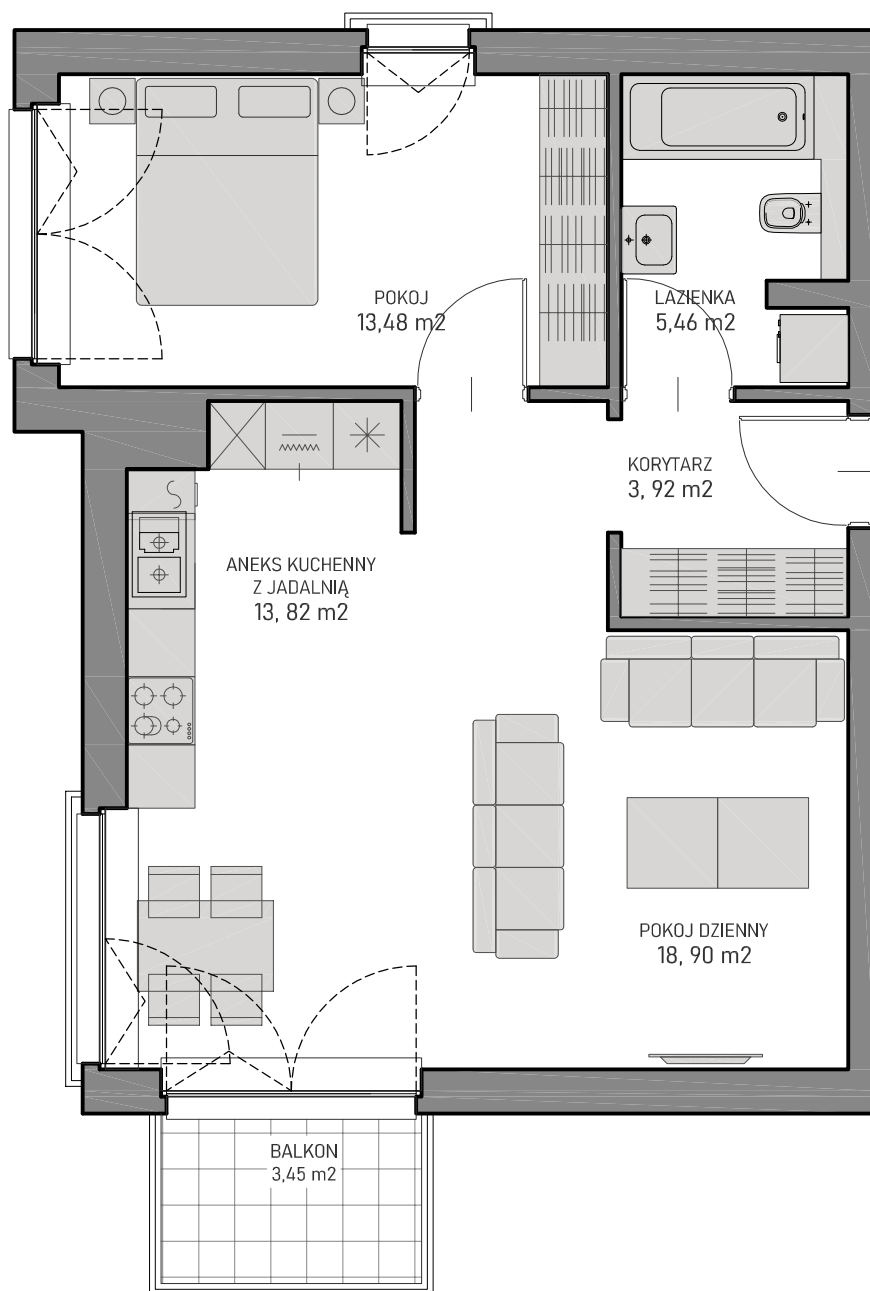 POKOJ
13,48 m2
LAZIENKA
5,46 m2
KORYTARZ
3, 92 m2
ANEKS KUCHENNY
Z JADALNIĄ
13, 82 m2
POKOJ DZIENNY
18, 90 m2
BALKON
3,45 m2